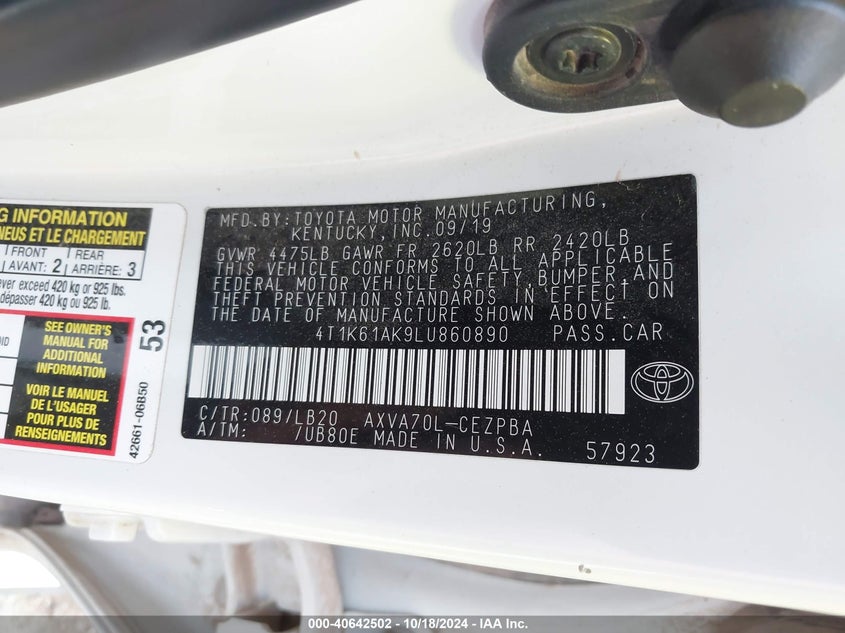 G INFORMATION
NEUS ET LE CHARGEMENT
FRONT REAR
AVANT: 2 ARRIÈRE: 3
ever exceed 420 kg or 925 lbs.
dépasser 420 kg ou 925 lb.
SEE OWNER'S
MANUAL FOR
ADDITIONAL
INFORMATION
VOIR LE MANUEL
DE L'USAGER
POUR PLUS DE
RENSEIGNEMENTS
53
42661-06B50
MFD.BY:TOYOTA MOTOR MANUFACTURING,
KENTUCKY,INC.09/19
GVWR 4475LB GAWR FR 2620LB RR 2420LB
THIS VEHICLE CONFORMS TO ALL APPLICABLE
FEDERAL MOTOR VEHICLE SAFETY,BUMPER,AND
THEFT PREVENTION STANDARDS IN EFFECT ON
THE DATE OF MANUFACTURE SHOWN ABOVE.
4T1K61AK9LU860890 PASS.CAR
C/TR:089/LB20 AXVA70L-CEZPBA
A/TM: /UB80E MADE IN U.S.A.
57923
000-40642502 - 10/18/2024 - IAA Inc.